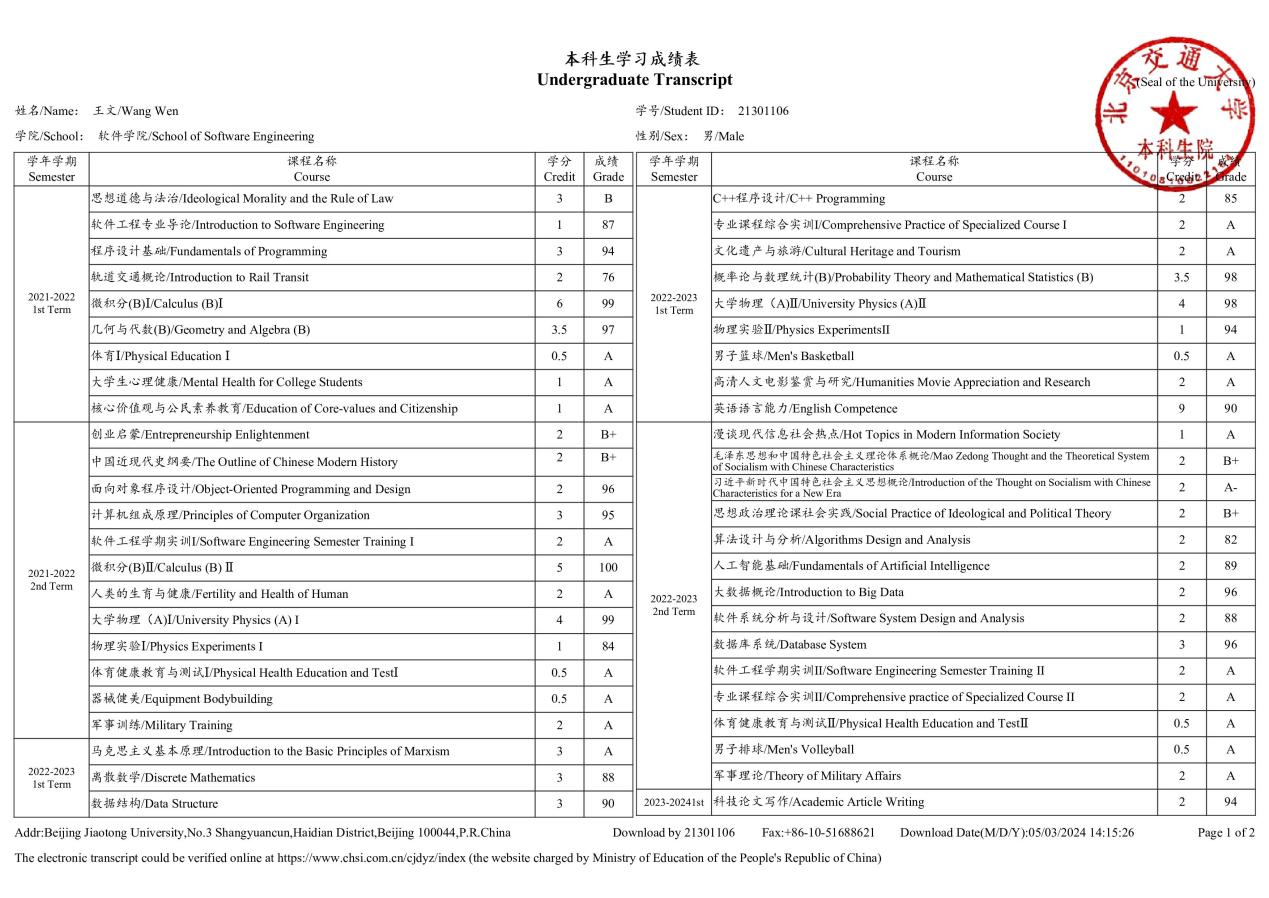 本科生学习成绩表
Undergraduate Transcript
(Seal of the University)
北京交通大学
本科生院
姓名/Name: 王文/Wang Wen
学号/Student ID: 21301106
学院/School: 软件学院/School of Software Engineering
性别/Sex: 男/Male
学年学期 Semester 课程名称 Course 学分 Credit 成绩 Grade
2021-2022 1st Term
思想道德与法治/Ideological Morality and the Rule of Law 3 B
软件工程专业导论/Introduction to Software Engineering 1 87
程序设计基础/Fundamentals of Programming 3 94
轨道交通概论/Introduction to Rail Transit 2 76
微积分(B)Ⅰ/Calculus (B)Ⅰ 6 99
几何与代数(B)/Geometry and Algebra (B) 3.5 97
体育Ⅰ/Physical Education Ⅰ 0.5 A
大学生心理健康/Mental Health for College Students 1 A
核心价值观与公民素养教育/Education of Core-values and Citizenship 1 A
2021-2022 2nd Term
创业启蒙/Entrepreneurship Enlightenment 2 B+
中国近现代史纲要/The Outline of Chinese Modern History 2 B+
面向对象程序设计/Object-Oriented Programming and Design 2 96
计算机组成原理/Principles of Computer Organization 3 95
软件工程学期实训Ⅰ/Software Engineering Semester Training Ⅰ 2 A
微积分(B)Ⅱ/Calculus (B) Ⅱ 5 100
人类的生育与健康/Fertility and Health of Human 2 A
大学物理（A)Ⅰ/University Physics (A) Ⅰ 4 99
物理实验Ⅰ/Physics Experiments Ⅰ 1 84
体育健康教育与测试Ⅰ/Physical Health Education and TestⅠ 0.5 A
器械健美/Equipment Bodybuilding 0.5 A
军事训练/Military Training 2 A
2022-2023 1st Term
马克思主义基本原理/Introduction to the Basic Principles of Marxism 3 A
离散数学/Discrete Mathematics 3 88
数据结构/Data Structure 3 90
学年学期 Semester 课程名称 Course 学分 Credit 成绩 Grade
2022-2023 1st Term
C++程序设计/C++ Programming 2 85
专业课程综合实训Ⅰ/Comprehensive Practice of Specialized Course Ⅰ 2 A
文化遗产与旅游/Cultural Heritage and Tourism 2 A
概率论与数理统计(B)/Probability Theory and Mathematical Statistics (B) 3.5 98
大学物理（A)Ⅱ/University Physics (A)Ⅱ 4 98
物理实验Ⅱ/Physics ExperimentsⅡ 1 94
男子篮球/Men's Basketball 0.5 A
高清人文电影鉴赏与研究/Humanities Movie Appreciation and Research 2 A
英语语言能力/English Competence 9 90
2022-2023 2nd Term
漫谈现代信息社会热点/Hot Topics in Modern Information Society 1 A
毛泽东思想和中国特色社会主义理论体系概论/Mao Zedong Thought and the Theoretical System
of Socialism with Chinese Characteristics 2 B+
习近平新时代中国特色社会主义思想概论/Introduction of the Thought on Socialism with Chinese
Characteristics for a New Era 2 A-
思想政治理论课社会实践/Social Practice of Ideological and Political Theory 2 B+
算法设计与分析/Algorithms Design and Analysis 2 82
人工智能基础/Fundamentals of Artificial Intelligence 2 89
大数据概论/Introduction to Big Data 2 96
软件系统分析与设计/Software System Design and Analysis 2 88
数据库系统/Database System 3 96
软件工程学期实训Ⅱ/Software Engineering Semester Training Ⅱ 2 A
专业课程综合实训Ⅱ/Comprehensive practice of Specialized Course Ⅱ 2 A
体育健康教育与测试Ⅱ/Physical Health Education and TestⅡ 0.5 A
男子排球/Men's Volleyball 0.5 A
军事理论/Theory of Military Affairs 2 A
2023-20241st 科技论文写作/Academic Article Writing 2 94
Addr:Beijing Jiaotong University,No.3 Shangyuancun,Haidian District,Beijing 100044,P.R.China Download by 21301106 Fax:+86-10-51688621 Download Date(M/D/Y):05/03/2024 14:15:26 Page 1 of 2
The electronic transcript could be verified online at https://www.chsi.com.cn/cjdyz/index (the website charged by Ministry of Education of the People's Republic of China)